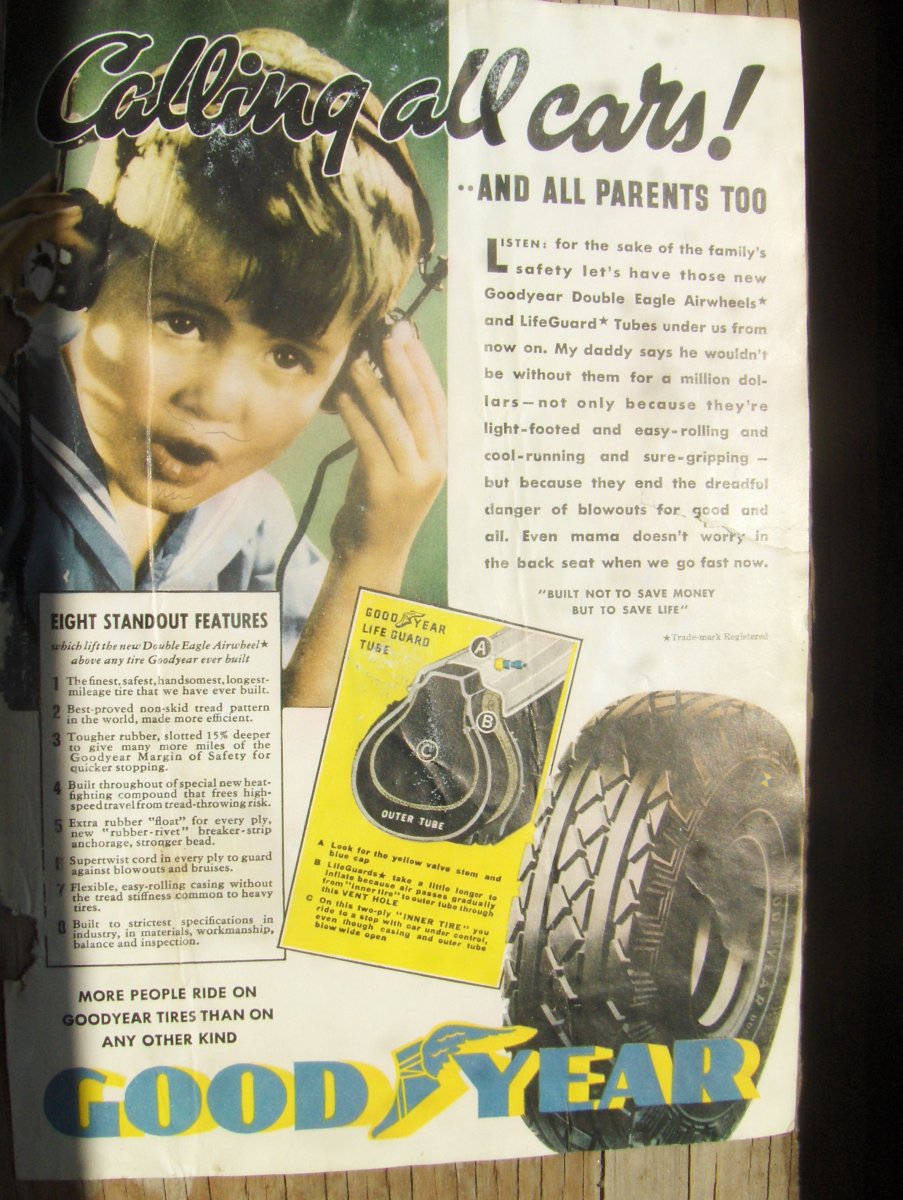 Calling all cars!
··AND ALL PARENTS TOO
LISTEN: for the sake of the family's
safety let's have those new
Goodyear Double Eagle Airwheels★
and LifeGuard★ Tubes under us from
now on. My daddy says he wouldn't
be without them for a million dol-
lars—not only because they're
light-footed and easy-rolling and
cool-running and sure-gripping —
but because they end the dreadful
danger of blowouts for good and
all. Even mama doesn't worry in
the back seat when we go fast now.
"BUILT NOT TO SAVE MONEY
BUT TO SAVE LIFE"
★Trade-mark Registered
EIGHT STANDOUT FEATURES
which lift the new Double Eagle Airwheel★
above any tire Goodyear ever built
1 The finest, safest, handsomest, longest-
mileage tire that we have ever built.
2 Best-proved non-skid tread pattern
in the world, made more efficient.
3 Tougher rubber, slotted 15% deeper
to give many more miles of the
Goodyear Margin of Safety for
quicker stopping.
4 Built throughout of special new heat-
fighting compound that frees high-
speed travel from tread-throwing risk.
5 Extra rubber "float" for every ply,
new "rubber-rivet" breaker-strip
anchorage, stronger bead.
6 Supertwist cord in every ply to guard
against blowouts and bruises.
7 Flexible, easy-rolling casing without
the tread stiffness common to heavy
tires.
8 Built to strictest specifications in
industry, in materials, workmanship,
balance and inspection.
GOOD YEAR
LIFE GUARD
TUBE
A
B
C
OUTER TUBE
A Look for the yellow valve stem and
blue cap
B LifeGuards★ take a little longer to
inflate because air passes gradually
from "inner tire" to outer tube through
this VENT HOLE
C On this two-ply "INNER TIRE" you
ride to a stop with car under control,
even though casing and outer tube
blow wide open
MORE PEOPLE RIDE ON
GOODYEAR TIRES THAN ON
ANY OTHER KIND
GOOD YEAR